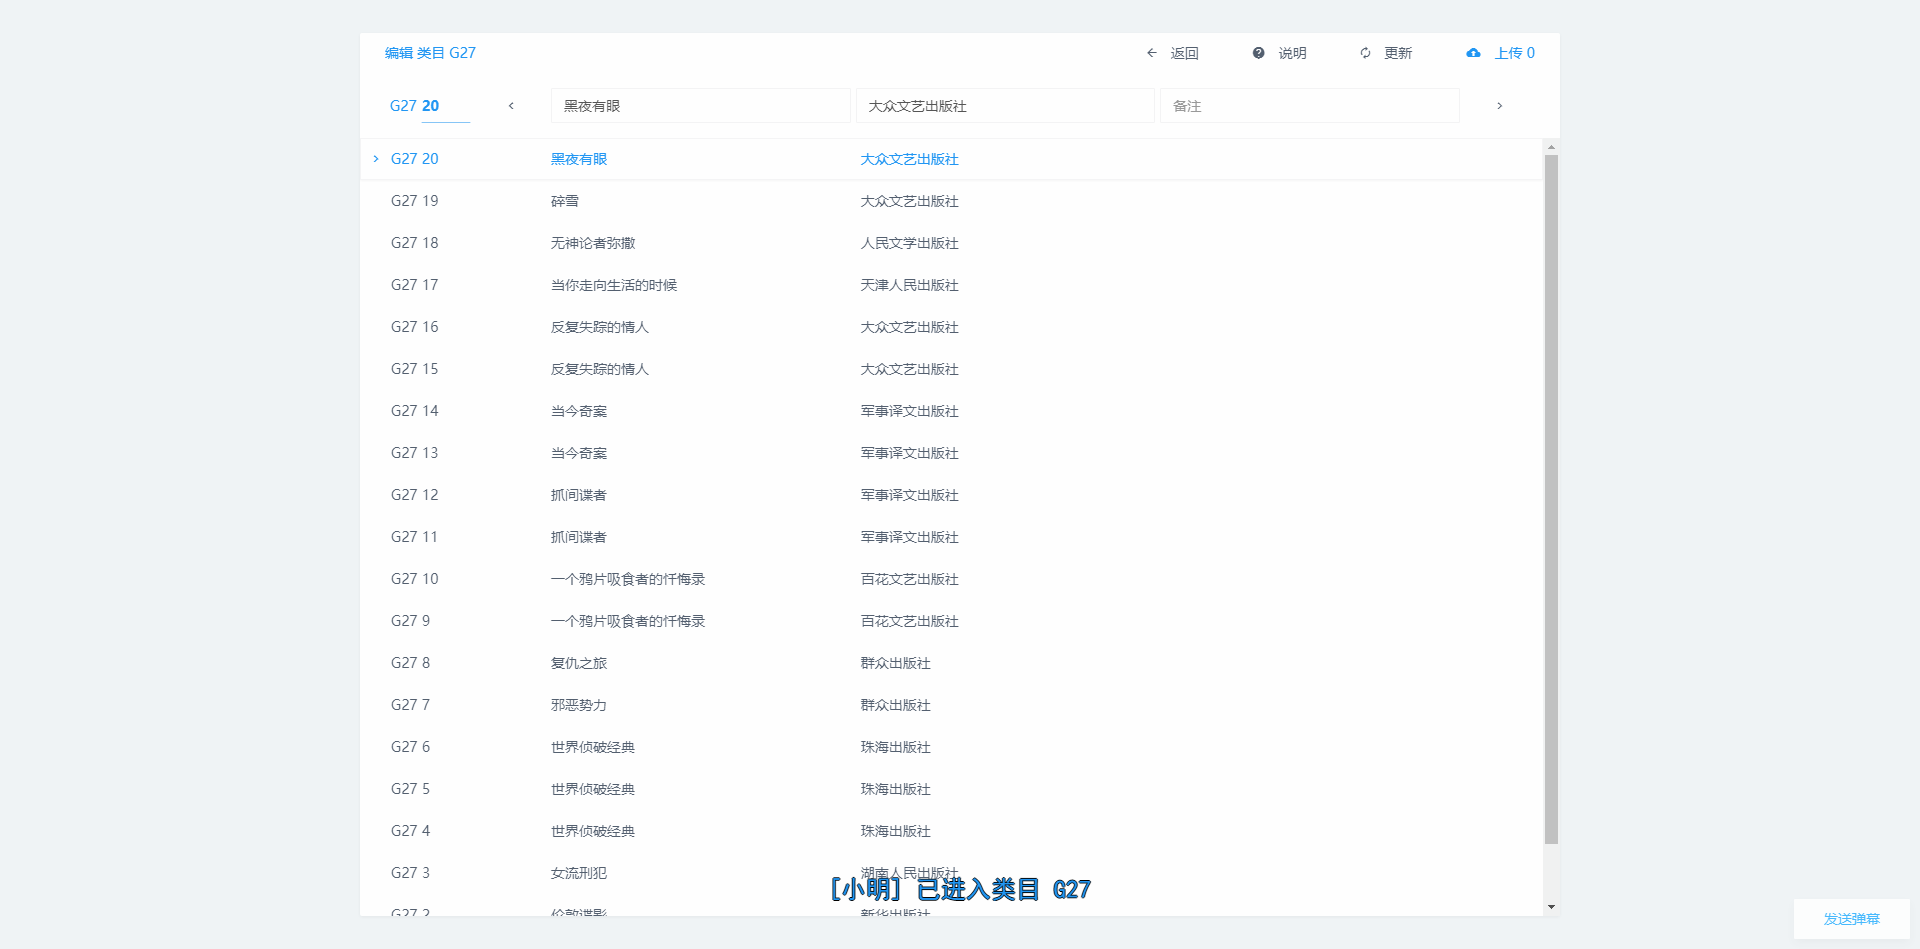 编辑 类目 G27 返回 说明 更新 上传 0
G27 20 黑夜有眼 大众文艺出版社 备注
G27 20 黑夜有眼 大众文艺出版社
G27 19 碎雪 大众文艺出版社
G27 18 无神论者弥撒 人民文学出版社
G27 17 当你走向生活的时候 天津人民出版社
G27 16 反复失踪的情人 大众文艺出版社
G27 15 反复失踪的情人 大众文艺出版社
G27 14 当今奇案 军事译文出版社
G27 13 当今奇案 军事译文出版社
G27 12 抓间谍者 军事译文出版社
G27 11 抓间谍者 军事译文出版社
G27 10 一个鸦片吸食者的忏悔录 百花文艺出版社
G27 9 一个鸦片吸食者的忏悔录 百花文艺出版社
G27 8 复仇之旅 群众出版社
G27 7 邪恶势力 群众出版社
G27 6 世界侦破经典 珠海出版社
G27 5 世界侦破经典 珠海出版社
G27 4 世界侦破经典 珠海出版社
G27 3 女流刑犯 湖南人民出版社
[小明] 已进入类目 G27
G27 2 伦敦谍影 新华出版社
发送弹幕